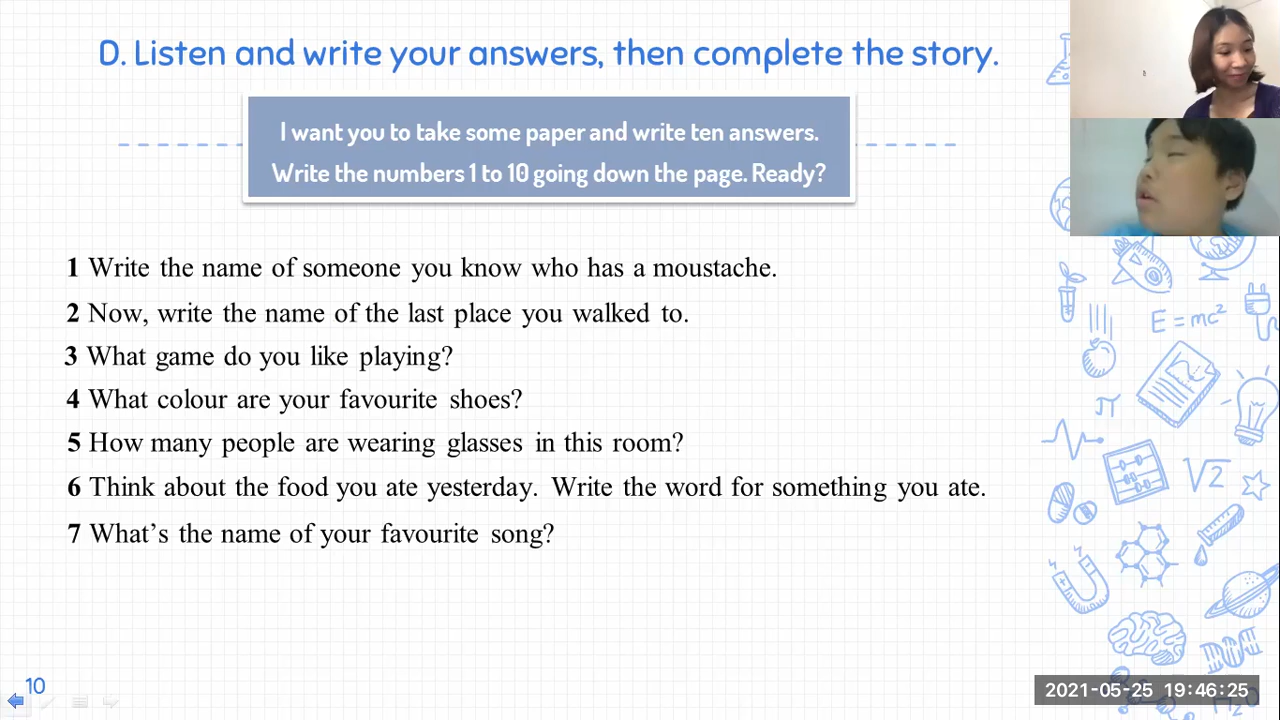 D. Listen and write your answers, then complete the story.
I want you to take some paper and write ten answers.
Write the numbers 1 to 10 going down the page. Ready?
1 Write the name of someone you know who has a moustache.
2 Now, write the name of the last place you walked to.
3 What game do you like playing?
4 What colour are your favourite shoes?
5 How many people are wearing glasses in this room?
6 Think about the food you ate yesterday. Write the word for something you ate.
7 What’s the name of your favourite song?
E=mc²
π
√2
10
2021-05-25 19:46:25